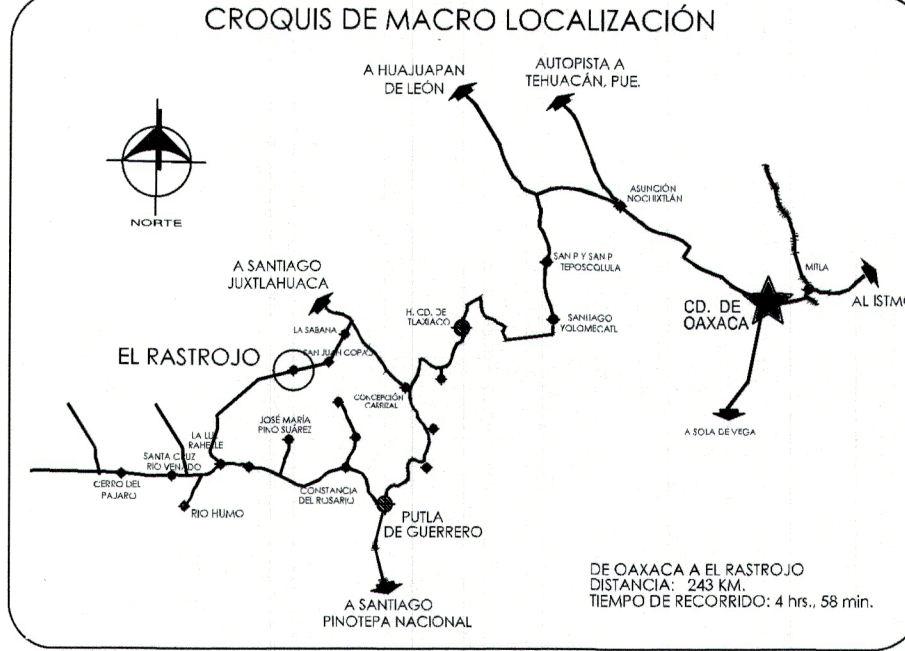 CROQUIS DE MACRO LOCALIZACIÓN
A HUAJUAPAN
DE LEÓN
AUTOPISTA A
TEHUACÁN, PUE.
NORTE
ASUNCIÓN
NOCHIXTLÁN
A SANTIAGO
JUXTLAHUACA
SAN P Y SAN P
TEPOSCOLULA
MITLA
AL ISTMO
CD. DE
OAXACA
H. CD. DE
TLAXIACO
SANTIAGO
YOLOMECATL
LA SABANA
SAN JUAN COPALA
EL RASTROJO
CONCEPCIÓN
CARRIZAL
JOSÉ MARÍA
PINO SUÁREZ
A SOLA DE VEGA
LA LUZ
SANTA CRUZ
RIO VENADO
CERRO DEL
PAJARO
CONSTANCIA
DEL ROSARIO
RIO HUMO
PUTLA
DE GUERRERO
A SANTIAGO
PINOTEPA NACIONAL
DE OAXACA A EL RASTROJO
DISTANCIA: 243 KM.
TIEMPO DE RECORRIDO: 4 hrs., 58 min.